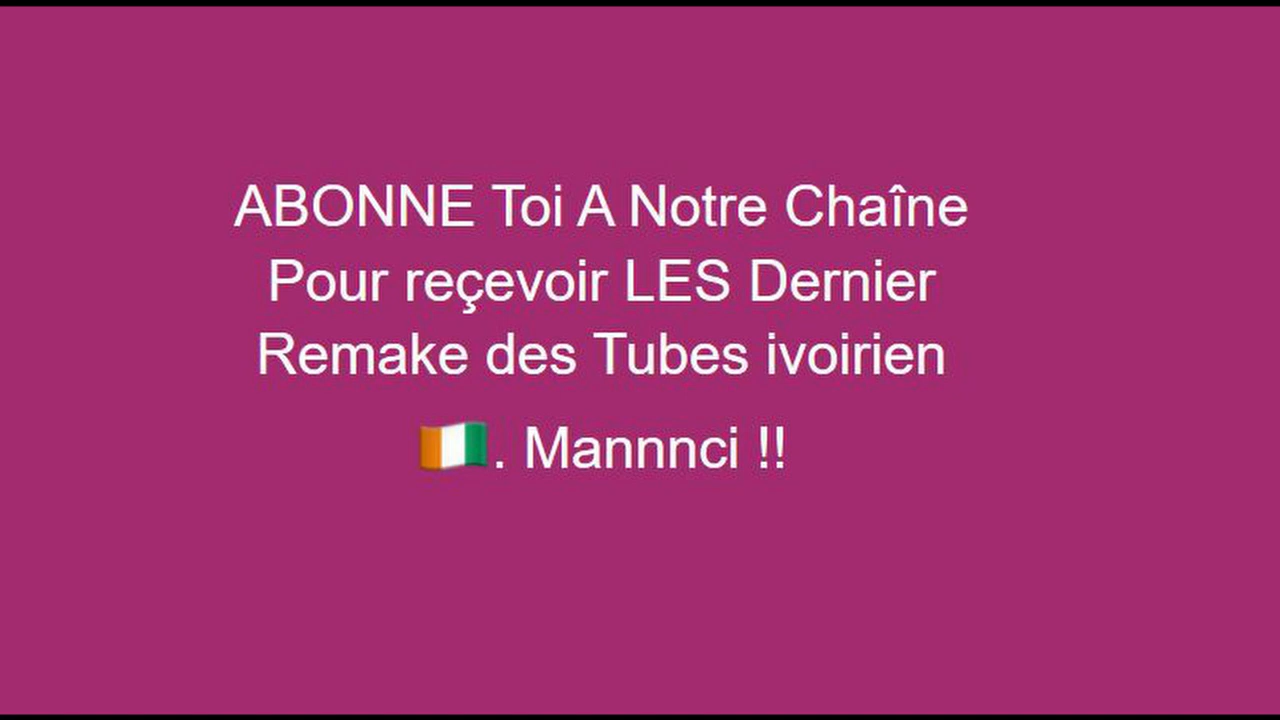 ABONNE Toi A Notre Chaîne
Pour reçevoir LES Dernier
Remake des Tubes ivoirien
🇨🇮. Mannnci !!